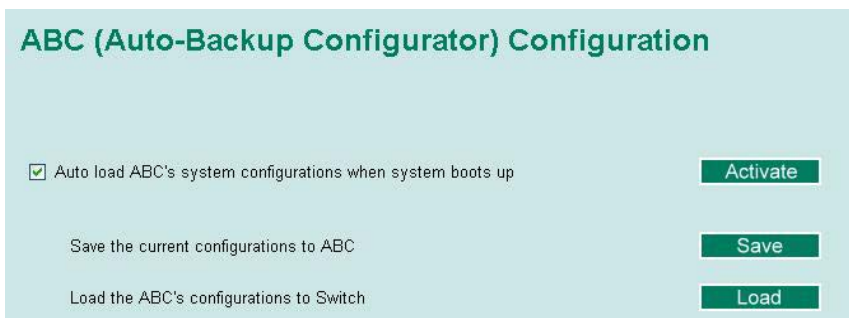 ABC (Auto-Backup Configurator) Configuration
Auto load ABC's system configurations when system boots up Activate
Save the current configurations to ABC Save
Load the ABC's configurations to Switch Load